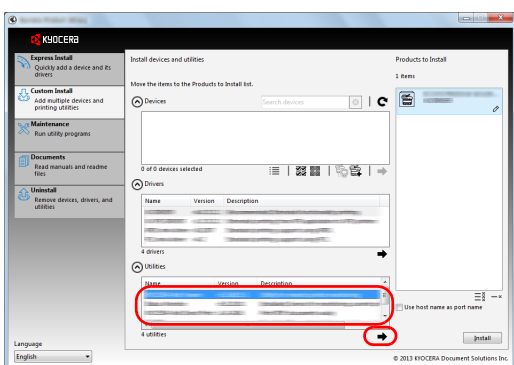 KYOCERA
Express Install
Quickly add a device and its
drivers
Custom Install
Add multiple devices and
printing utilities
Maintenance
Run utility programs
Documents
Read manuals and readme
files
Uninstall
Remove devices, drivers, and
utilities
Language
English
Install devices and utilities
Move the items to the Products to Install list.
Devices
Search devices
0 of 0 devices selected
Drivers
Name Version Description
4 drivers
Utilities
Name Version Description
4 utilities
Products to Install
1 items
Use host name as port name
Install
© 2013 KYOCERA Document Solutions Inc.